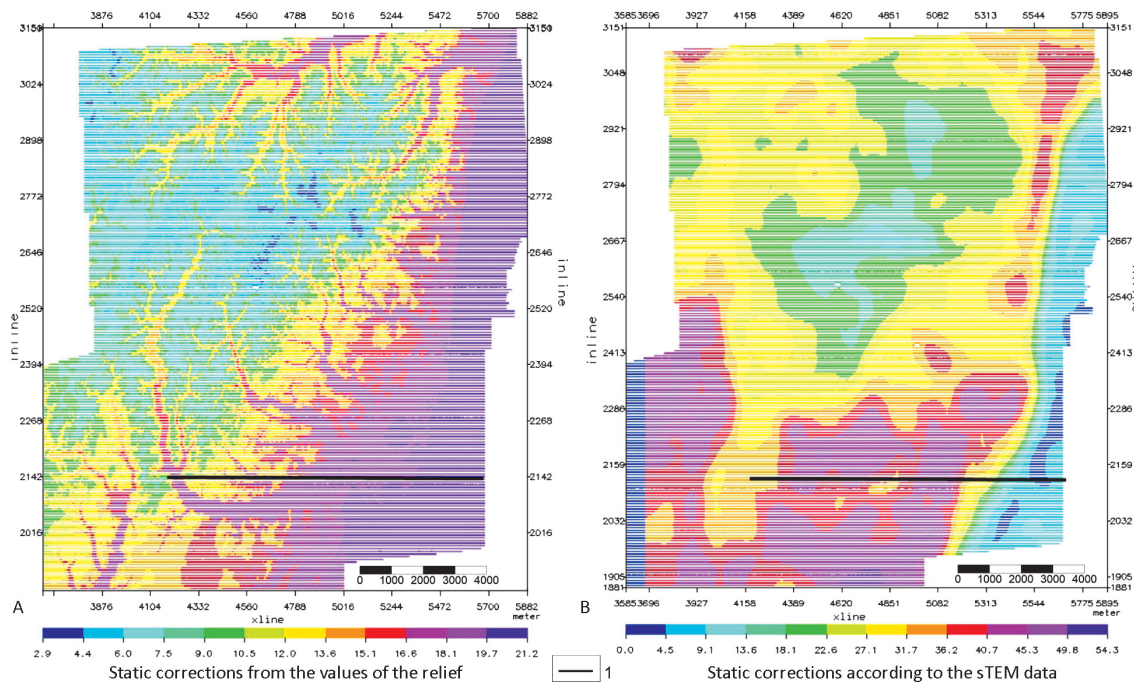 3876 4104 4332 4560 4788 5016 5244 5472 5700 5882
3151
3024
2898
2772
2646
2520
2394
2268
2142
2016
inline
3151
3024
2898
2772
2646
2520
2394
2268
2142
2016
inline
0 1000 2000 3000 4000
A
3876 4104 4332 4560 4788 5016 5244 5472 5700 5882
xline
meter
2.9 4.4 6.0 7.5 9.0 10.5 12.0 13.6 15.1 16.6 18.1 19.7 21.2
Static corrections from the values of the relief
1
3585 3696 3927 4158 4389 4620 4851 5082 5313 5544 5775 5895
3151
3048
2921
2794
2667
2540
2413
2286
2159
2032
1905
1881
inline
3151
3048
2921
2794
2667
2540
2413
2286
2159
2032
1905
1881
0 1000 2000 3000 4000
B
3585 3696 3927 4158 4389 4620 4851 5082 5313 5544 5775 5895
xline
meter
0.0 4.5 9.1 13.6 18.1 22.6 27.1 31.7 36.2 40.7 45.3 49.8 54.3
Static corrections according to the sTEM data